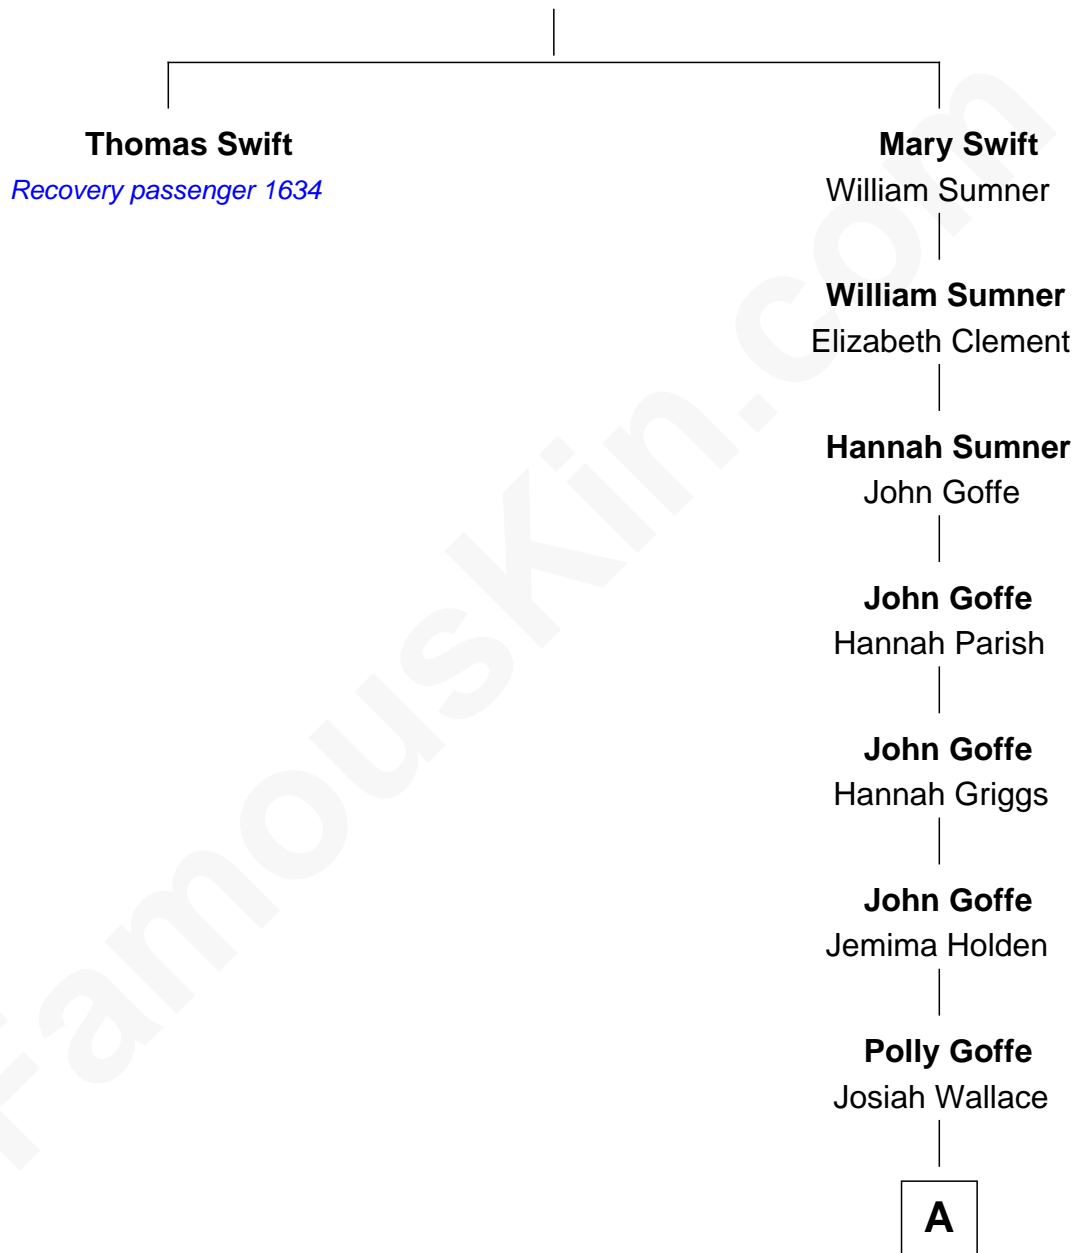 Thomas Swift
Recovery passenger 1634
Mary Swift
William Sumner
William Sumner
Elizabeth Clement
Hannah Sumner
John Goffe
John Goffe
Hannah Parish
John Goffe
Hannah Griggs
John Goffe
Jemima Holden
Polly Goffe
Josiah Wallace
A
FamousKin.com